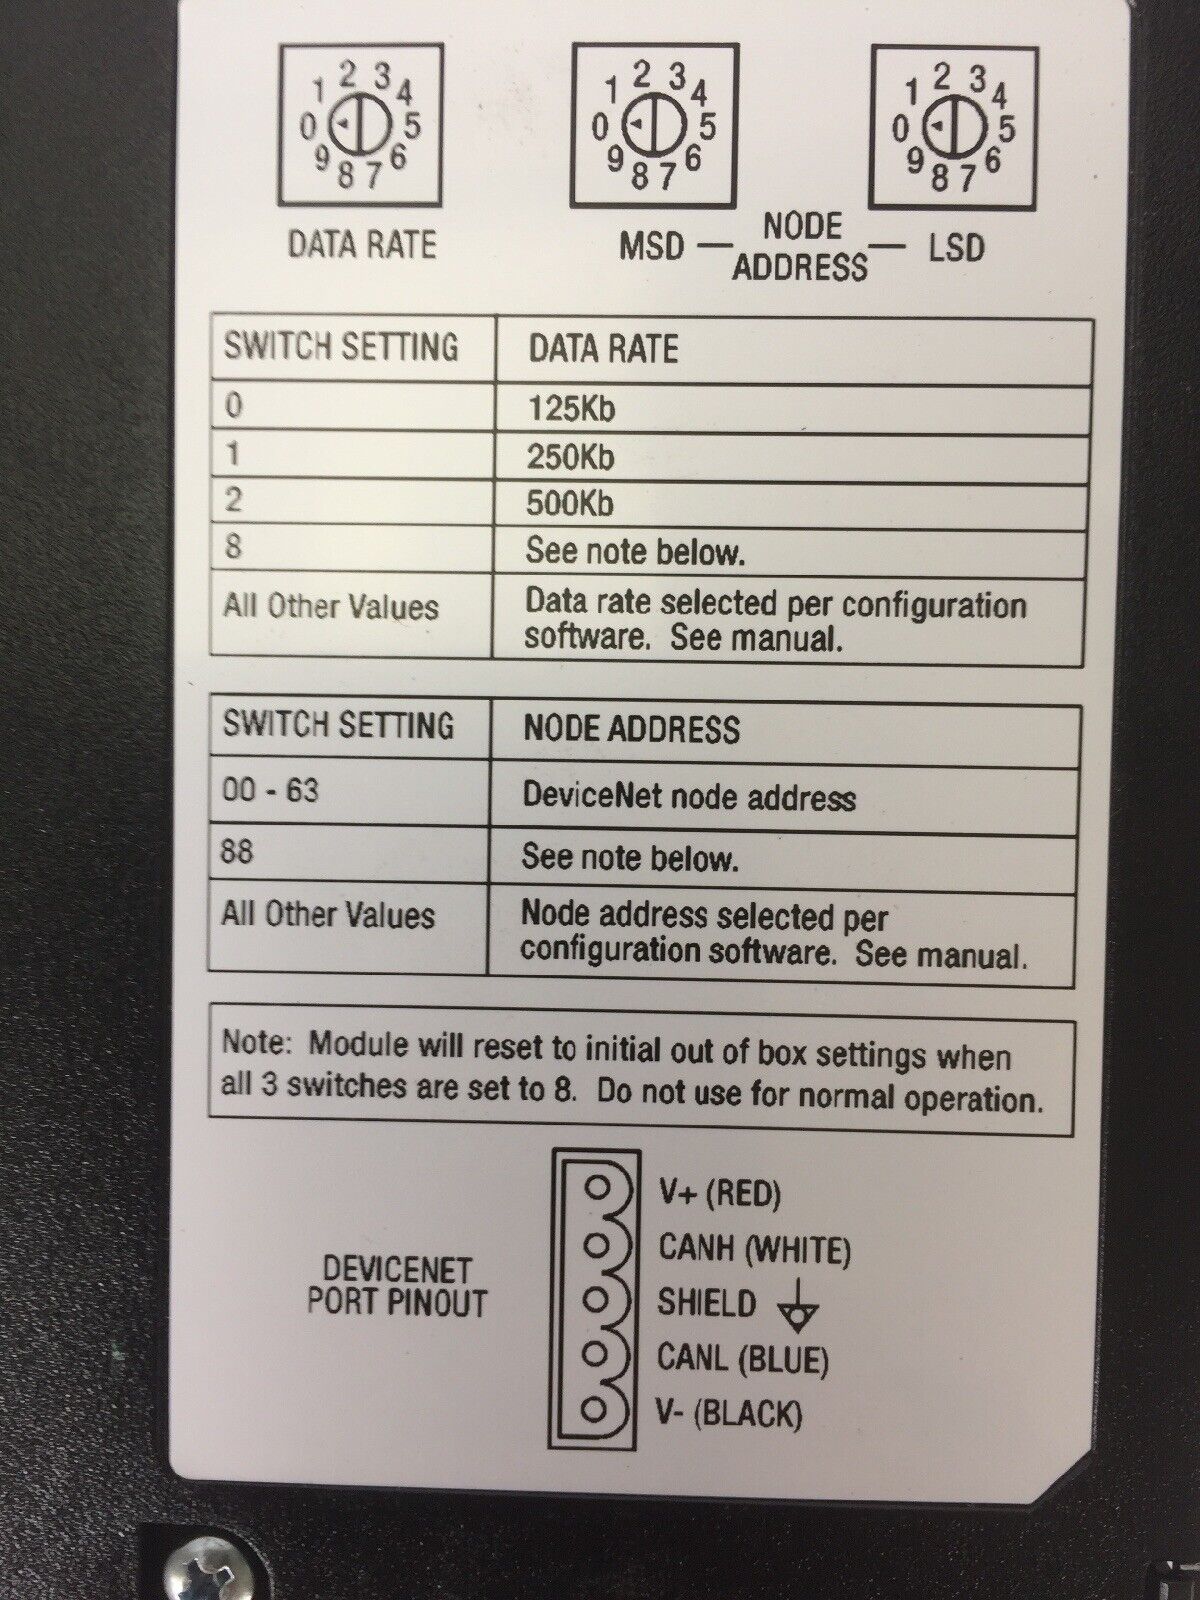 2 3
1 4
0 5
9 6
8 7
2 3
1 4
0 5
9 6
8 7
2 3
1 4
0 5
9 6
8 7
DATA RATE
MSD — NODE ADDRESS — LSD
SWITCH SETTING DATA RATE
0 125Kb
1 250Kb
2 500Kb
8 See note below.
All Other Values Data rate selected per configuration
software. See manual.
SWITCH SETTING NODE ADDRESS
00 - 63 DeviceNet node address
88 See note below.
All Other Values Node address selected per
configuration software. See manual.
Note: Module will reset to initial out of box settings when
all 3 switches are set to 8. Do not use for normal operation.
DEVICENET
PORT PINOUT
V+ (RED)
CANH (WHITE)
SHIELD
CANL (BLUE)
V- (BLACK)